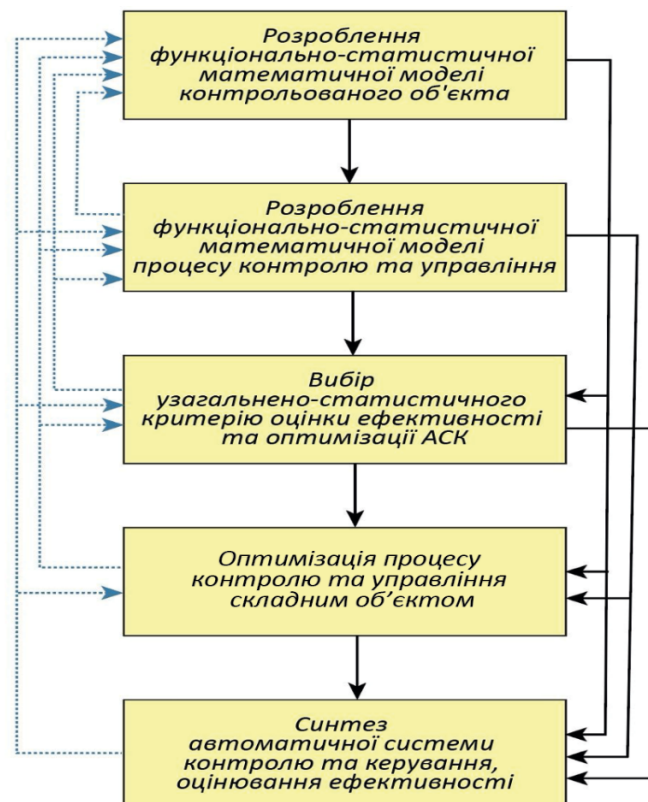 Розроблення
функціонально-статистичної
математичної моделі
контрольованого об'єкта
Розроблення
функціонально-статистичної
математичної моделі
процесу контролю та управління
Вибір
узагальнено-статистичного
критерію оцінки ефективності
та оптимізації АСК
Оптимізація процесу
контролю та управління
складним об’єктом
Синтез
автоматичної системи
контролю та керування,
оцінювання ефективності